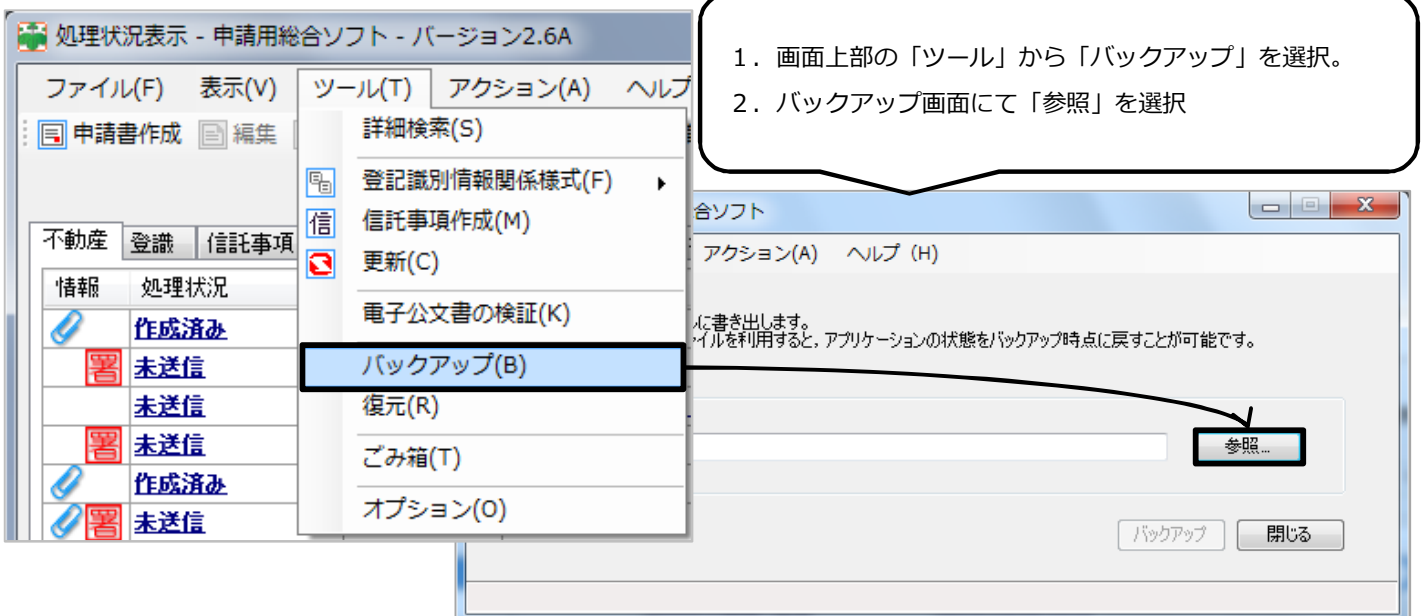 処理状況表示 - 申請用総合ソフト - バージョン2.6A
ファイル(F) 表示(V) ツール(T) アクション(A) ヘルプ
申請書作成 編集
詳細検索(S)
登記識別情報関係様式(F)
信 信託事項作成(M)
更新(C)
電子公文書の検証(K)
バックアップ(B)
復元(R)
ごみ箱(T)
オプション(O)
不動産 登識 信託事項
情報 処理状況
作成済み
署 未送信
未送信
署 未送信
作成済み
署 未送信
1．画面上部の「ツール」から「バックアップ」を選択。
2．バックアップ画面にて「参照」を選択
合ソフト
アクション(A) ヘルプ (H)
に書き出します。
イルを利用すると, アプリケーションの状態をバックアップ時点に戻すことが可能です。
参照...
バックアップ 閉じる